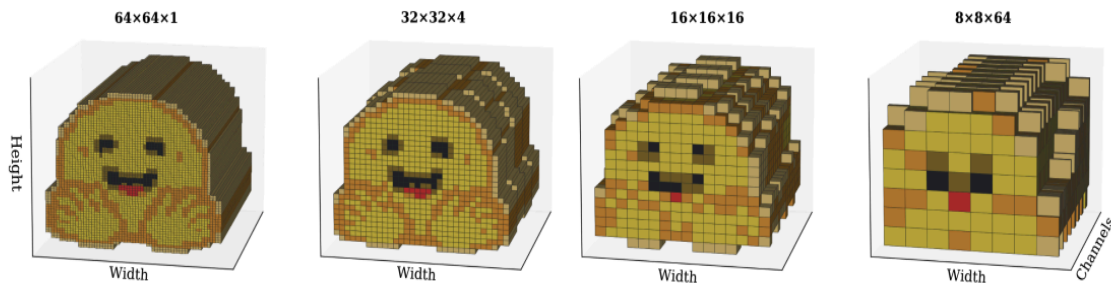 64×64×1
32×32×4
16×16×16
8×8×64
Height
Width
Width
Width
Width
Channels